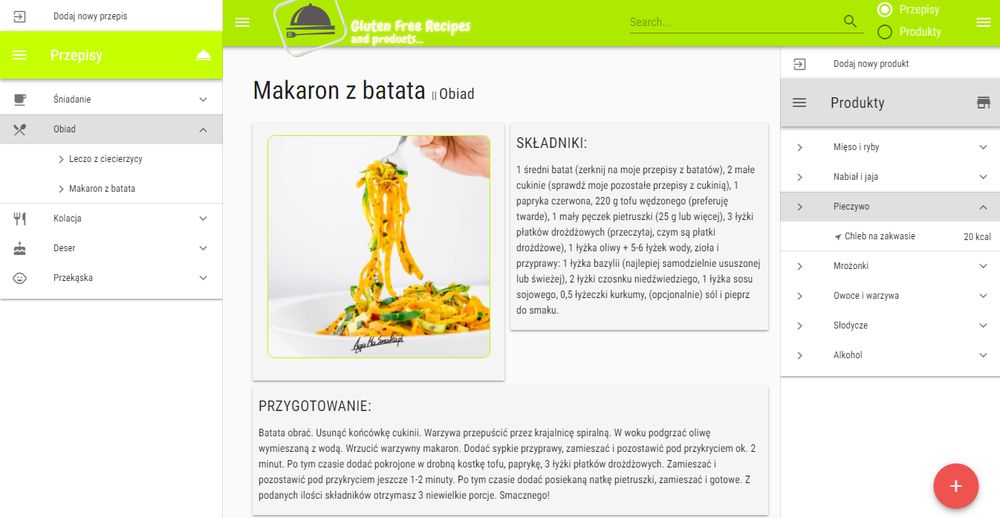 Dodaj nowy przepis
Przepisy
Śniadanie
Obiad
Leczo z ciecierzycy
Makaron z batata
Kolacja
Deser
Przekąska
Gluten Free Recipes
and products...
Search...
Przepisy
Produkty
Makaron z batata || Obiad
SKŁADNIKI:
1 średni batat (zerknij na moje przepisy z batatów), 2 małe
cukinie (sprawdź moje pozostałe przepisy z cukinią), 1
papryka czerwona, 220 g tofu wędzonego (preferuję
twarde), 1 mały pęczek pietruszki (25 g lub więcej), 3 łyżki
płatków drożdżowych (przeczytaj, czym są płatki
drożdżowe), 1 łyżka oliwy + 5-6 łyżek wody, zioła i
przyprawy: 1 łyżka bazylii (najlepiej samodzielnie ususzonej
lub świeżej), 2 łyżki czosnku niedźwiedziego, 1 łyżka sosu
sojowego, 0,5 łyżeczki kurkumy, (opcjonalnie) sól i pieprz
do smaku.
PRZYGOTOWANIE:
Batata obrać. Usunąć końcówkę cukinii. Warzywa przepuścić przez krajalnicę spiralną. W woku podgrzać oliwę
wymieszaną z wodą. Wrzucić warzywny makaron. Dodać sypkie przyprawy, zamieszać i pozostawić pod przykryciem ok. 2
minut. Po tym czasie dodać pokrojone w drobną kostkę tofu, paprykę, 3 łyżki płatków drożdżowych. Zamieszać i
pozostawić pod przykryciem jeszcze 1-2 minuty. Po tym czasie dodać posiekaną natkę pietruszki, zamieszać i gotowe. Z
podanych ilości składników otrzymasz 3 niewielkie porcje. Smacznego!
Dodaj nowy produkt
Produkty
Mięso i ryby
Nabiał i jaja
Pieczywo
Chleb na zakwasie 20 kcal
Mrożonki
Owoce i warzywa
Słodycze
Alkohol